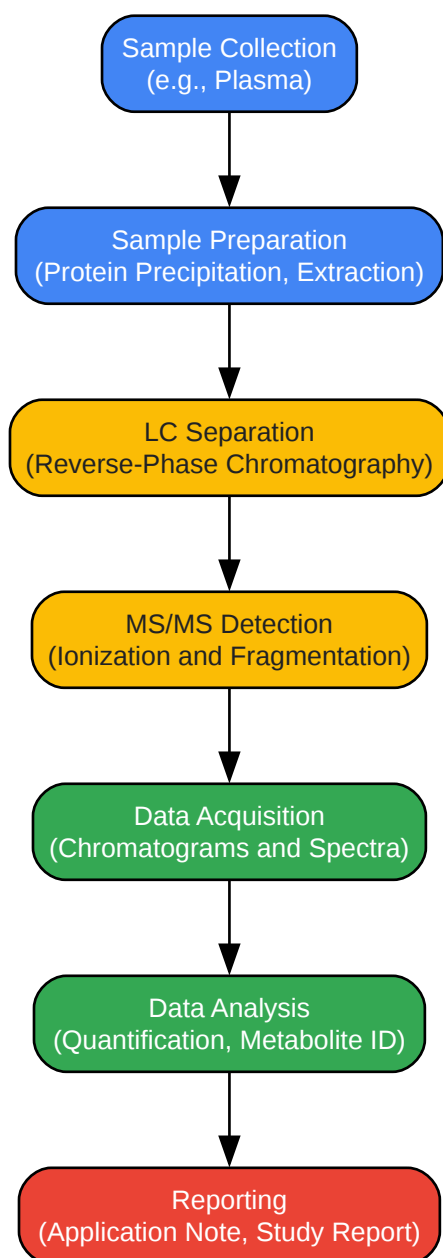 Sample Collection
(e.g., Plasma)
Sample Preparation
(Protein Precipitation, Extraction)
LC Separation
(Reverse-Phase Chromatography)
MS/MS Detection
(Ionization and Fragmentation)
Data Acquisition
(Chromatograms and Spectra)
Data Analysis
(Quantification, Metabolite ID)
Reporting
(Application Note, Study Report)